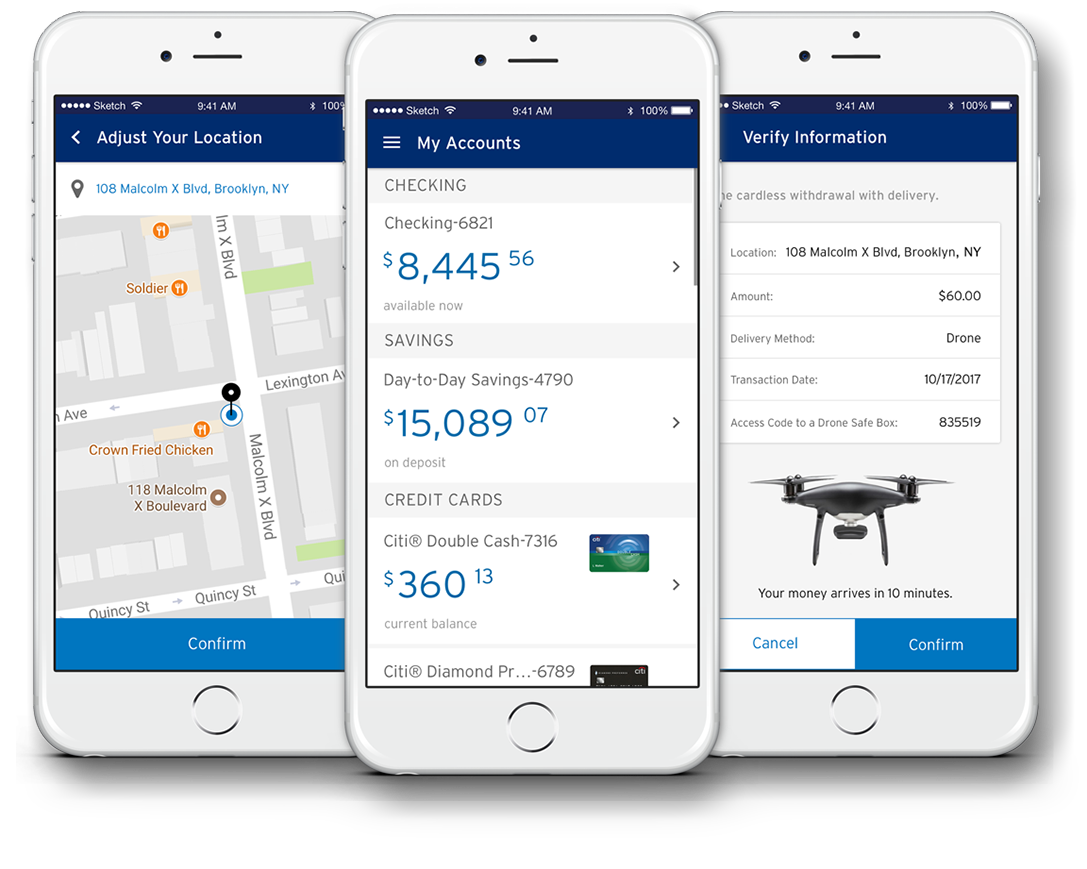 Sketch 9:41 AM 100%
Adjust Your Location
108 Malcolm X Blvd, Brooklyn, NY
lm X Blvd
Soldier
Lexington Av
n Ave
Crown Fried Chicken
118 Malcolm
X Boulevard
Malcolm X Blvd
Quincy St
Quincy St
Qui
Confirm
Sketch 9:41 AM 100%
My Accounts
CHECKING
Checking-6821
$8,445 56
available now
SAVINGS
Day-to-Day Savings-4790
$15,089 07
on deposit
CREDIT CARDS
Citi® Double Cash-7316
citi
$360 13
current balance
Citi® Diamond Pr...-6789
citi
Sketch 9:41 AM 100%
Verify Information
he cardless withdrawal with delivery.
Location: 108 Malcolm X Blvd, Brooklyn, NY
Amount: $60.00
Delivery Method: Drone
Transaction Date: 10/17/2017
Access Code to a Drone Safe Box: 835519
Your money arrives in 10 minutes.
Cancel Confirm